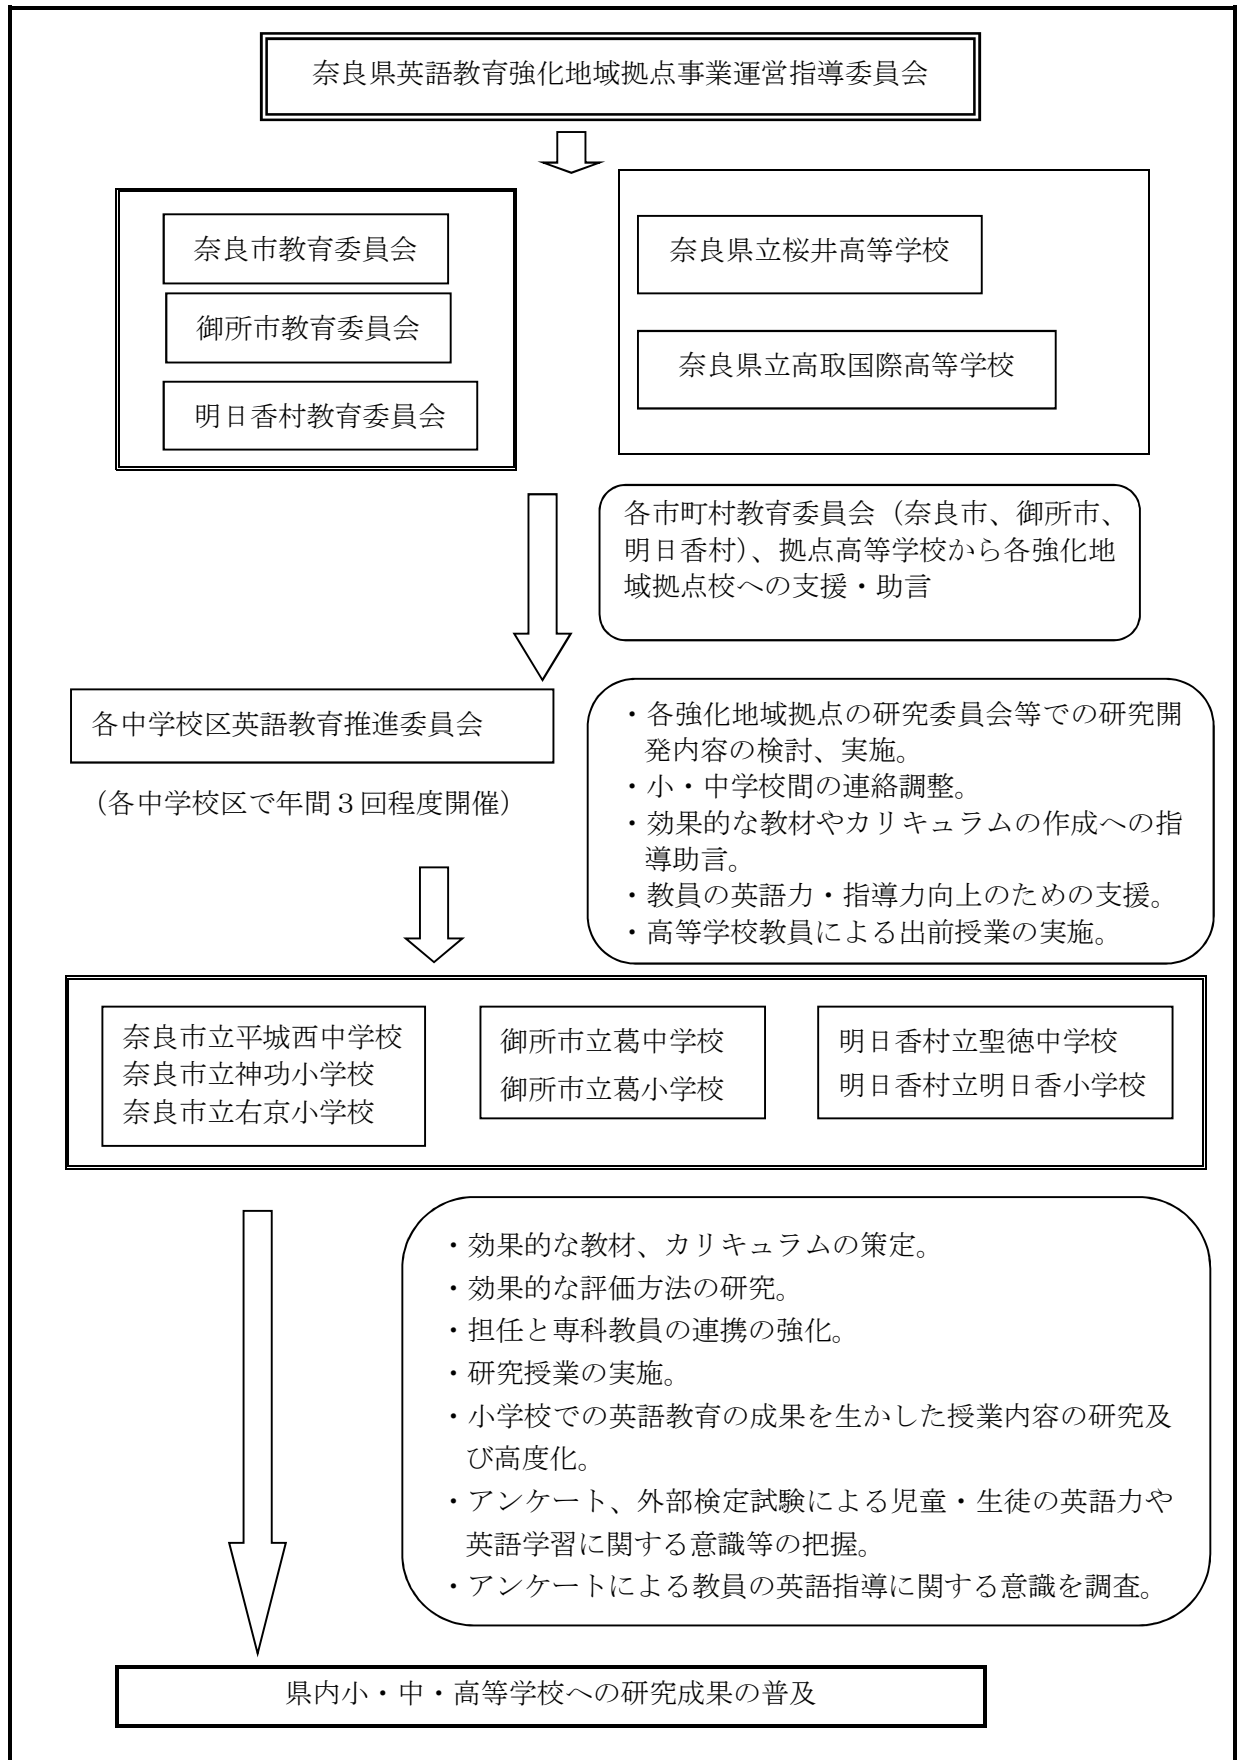 奈良県英語教育強化地域拠点事業運営指導委員会
奈良市教育委員会
御所市教育委員会
明日香村教育委員会
奈良県立桜井高等学校
奈良県立高取国際高等学校
各市町村教育委員会（奈良市、御所市、
明日香村）、拠点高等学校から各強化地
域拠点校への支援・助言
各中学校区英語教育推進委員会
（各中学校区で年間３回程度開催）
・各強化地域拠点の研究委員会等での研究開
発内容の検討、実施。
・小・中学校間の連絡調整。
・効果的な教材やカリキュラムの作成への指
導助言。
・教員の英語力・指導力向上のための支援。
・高等学校教員による出前授業の実施。
奈良市立平城西中学校
奈良市立神功小学校
奈良市立右京小学校
御所市立葛中学校
御所市立葛小学校
明日香村立聖徳中学校
明日香村立明日香小学校
・効果的な教材、カリキュラムの策定。
・効果的な評価方法の研究。
・担任と専科教員の連携の強化。
・研究授業の実施。
・小学校での英語教育の成果を生かした授業内容の研究及
び高度化。
・アンケート、外部検定試験による児童・生徒の英語力や
英語学習に関する意識等の把握。
・アンケートによる教員の英語指導に関する意識を調査。
県内小・中・高等学校への研究成果の普及